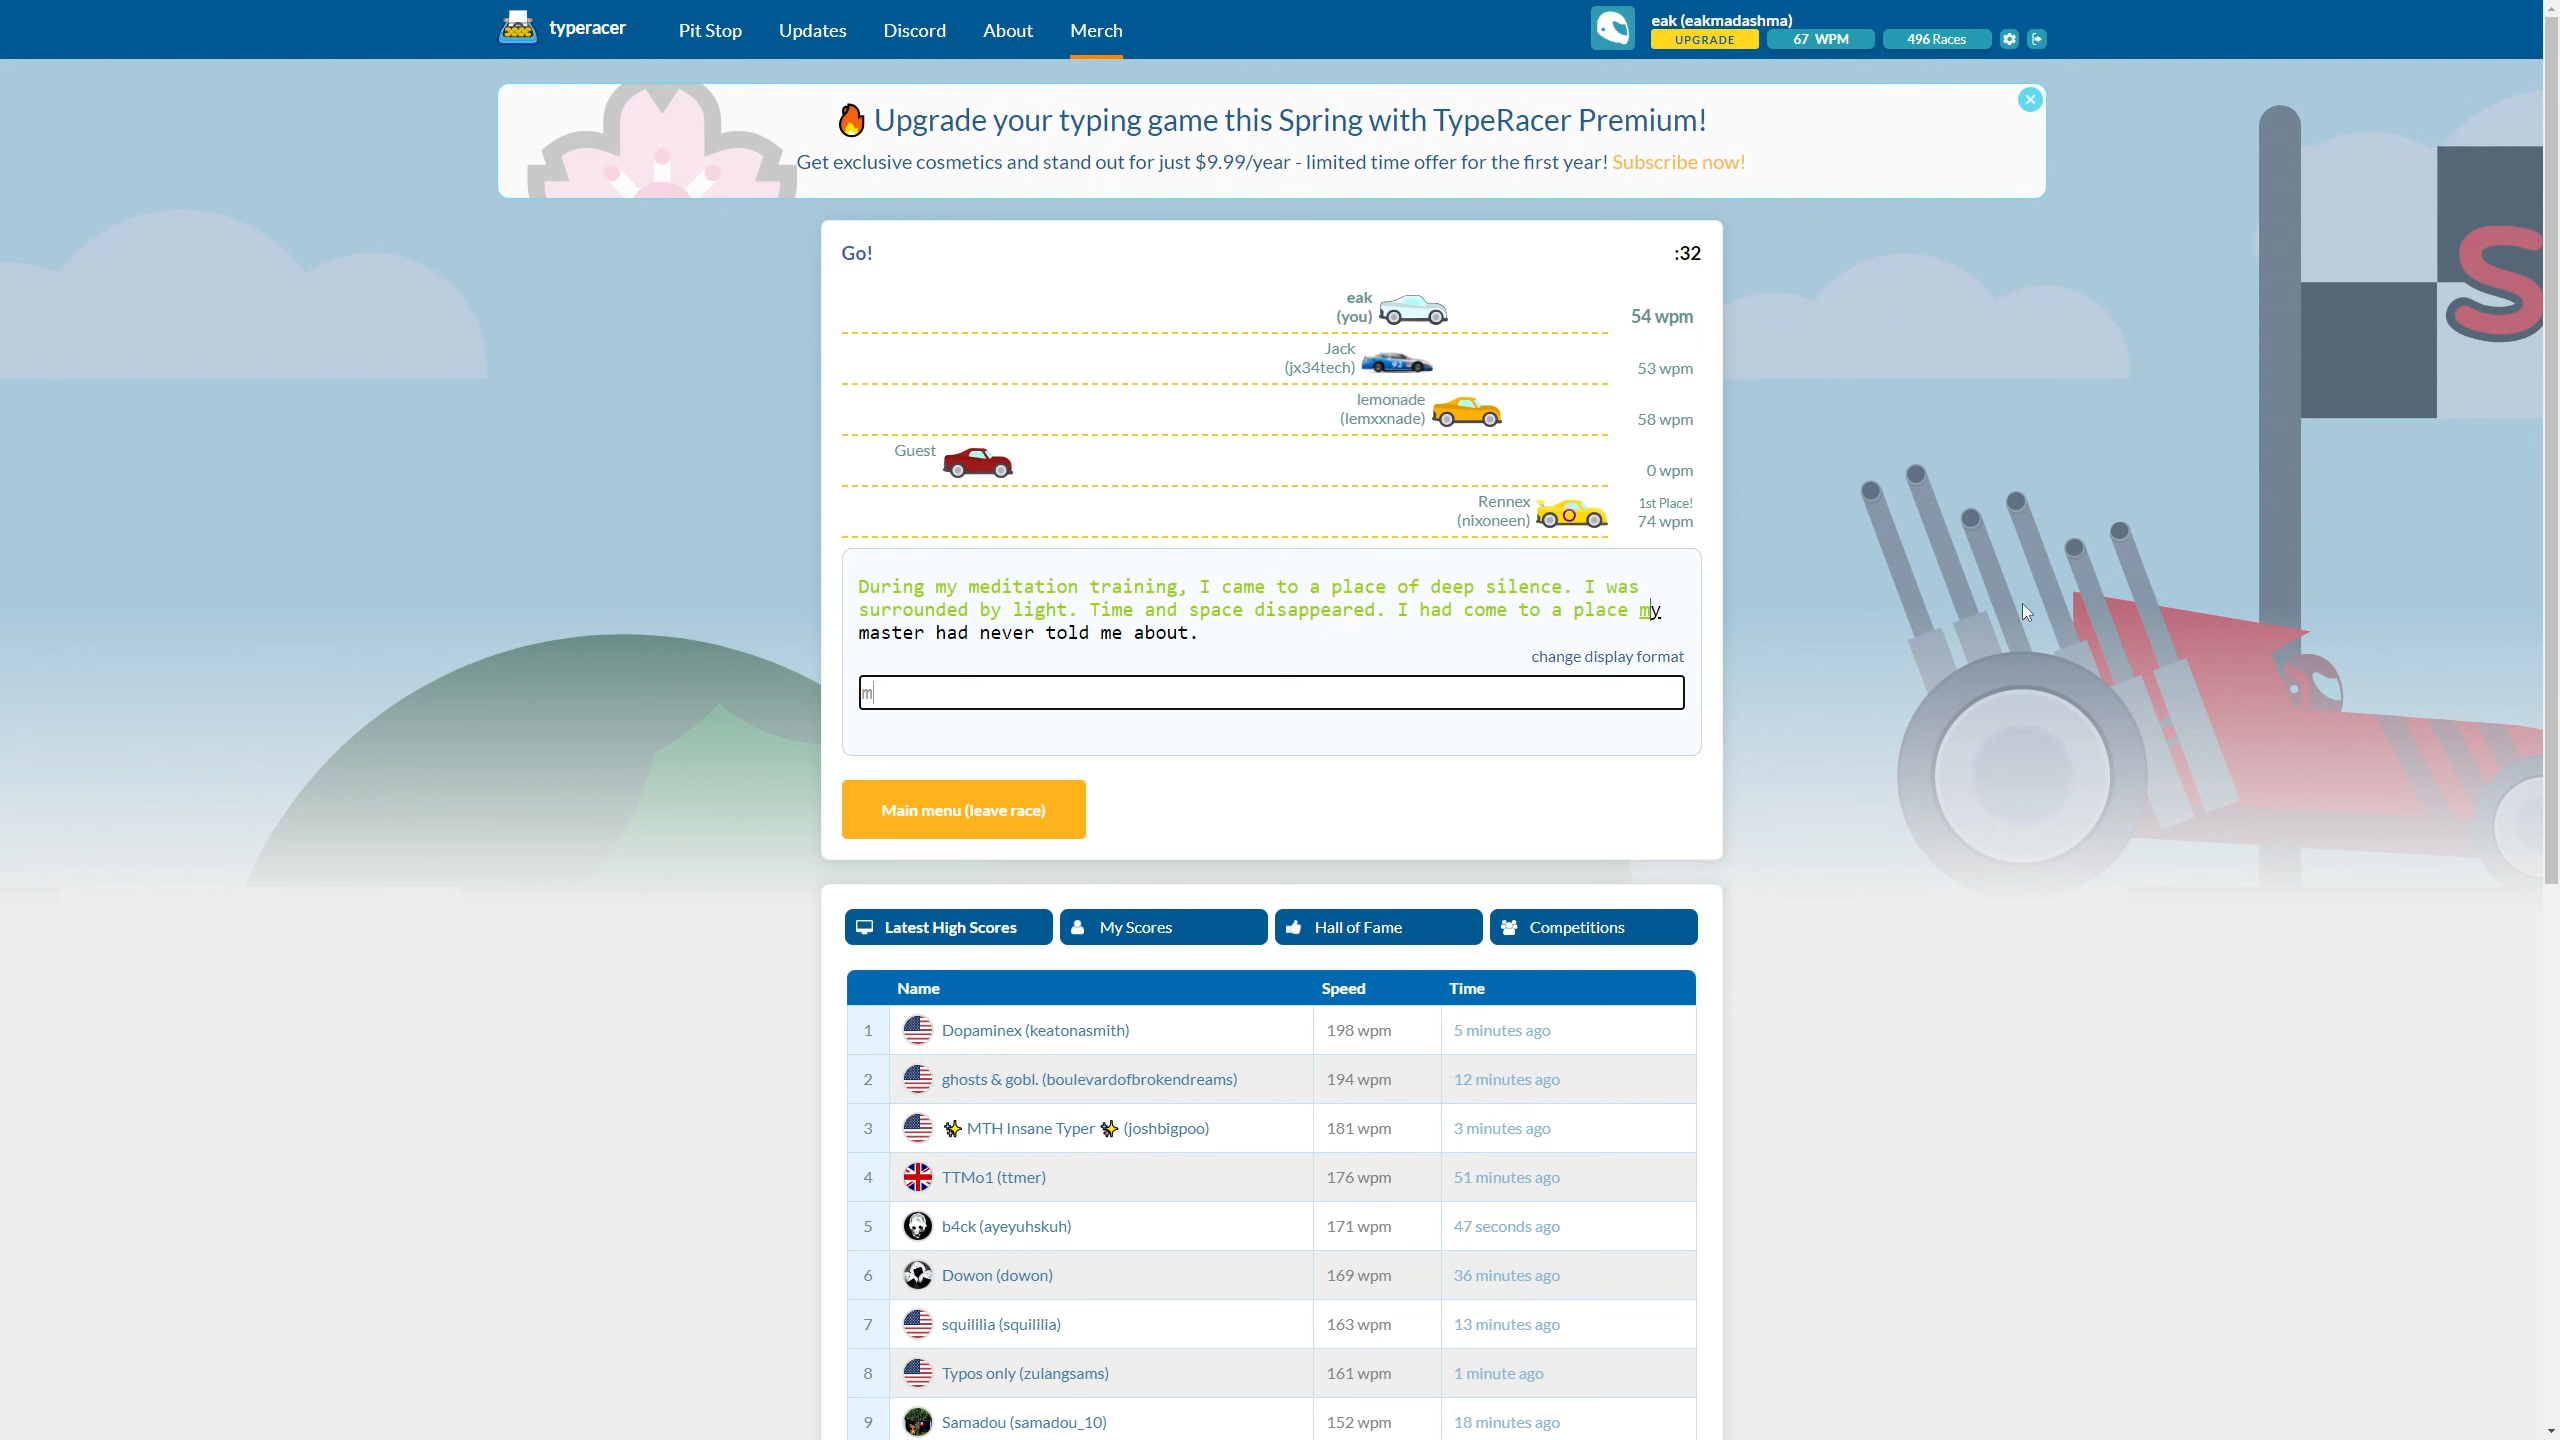 typeracer
Pit Stop
Updates
Discord
About
Merch
eak (eakmadashma)
UPGRADE
67 WPM
496 Races
🔥 Upgrade your typing game this Spring with TypeRacer Premium!
Get exclusive cosmetics and stand out for just $9.99/year - limited time offer for the first year! Subscribe now!
Go!
:32
eak
(you)
54 wpm
Jack
(jx34tech)
53 wpm
lemonade
(lemxxnade)
58 wpm
Guest
0 wpm
Rennex
(nixoneen)
1st Place!
74 wpm
During my meditation training, I came to a place of deep silence. I was
surrounded by light. Time and space disappeared. I had come to a place my
master had never told me about.
change display format
m
Main menu (leave race)
S
Latest High Scores
My Scores
Hall of Fame
Competitions
Name Speed Time
1 Dopaminex (keatonasmith) 198 wpm 5 minutes ago
2 ghosts & gobl. (boulevardofbrokendreams) 194 wpm 12 minutes ago
3 ✨ MTH Insane Typer ✨ (joshbigpoo) 181 wpm 3 minutes ago
4 TTMo1 (ttmer) 176 wpm 51 minutes ago
5 b4ck (ayeyuhskuh) 171 wpm 47 seconds ago
6 Dowon (dowon) 169 wpm 36 minutes ago
7 squililia (squililia) 163 wpm 13 minutes ago
8 Typos only (zulangsams) 161 wpm 1 minute ago
9 Samadou (samadou_10) 152 wpm 18 minutes ago